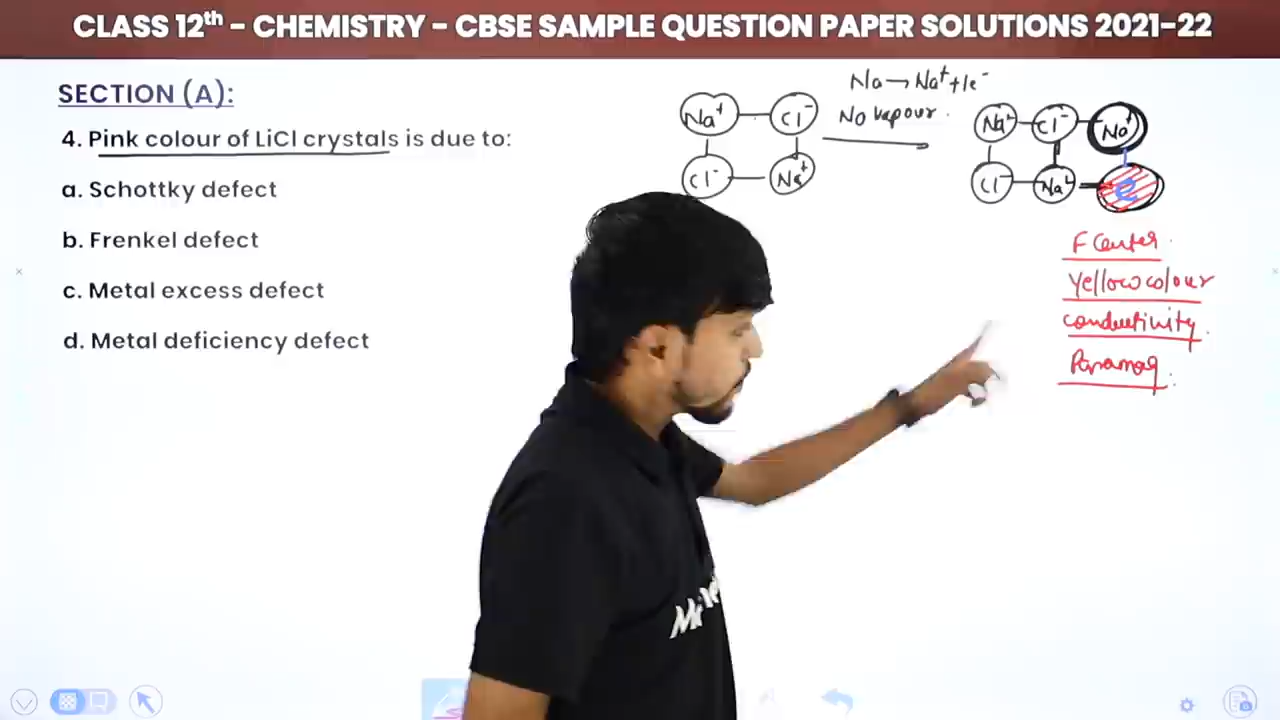 CLASS 12th - CHEMISTRY - CBSE SAMPLE QUESTION PAPER SOLUTIONS 2021-22
SECTION (A):
4. Pink colour of LiCl crystals is due to:
a. Schottky defect
b. Frenkel defect
c. Metal excess defect
d. Metal deficiency defect
Na → Na⁺ + 1e⁻
Na⁺ Cl⁻
Cl⁻ Na⁺
Na vapour
Na⁺ Cl⁻ Na⁺
Cl⁻ Na⁺ e
F Center
Yellow colour
conductivity
Paramag